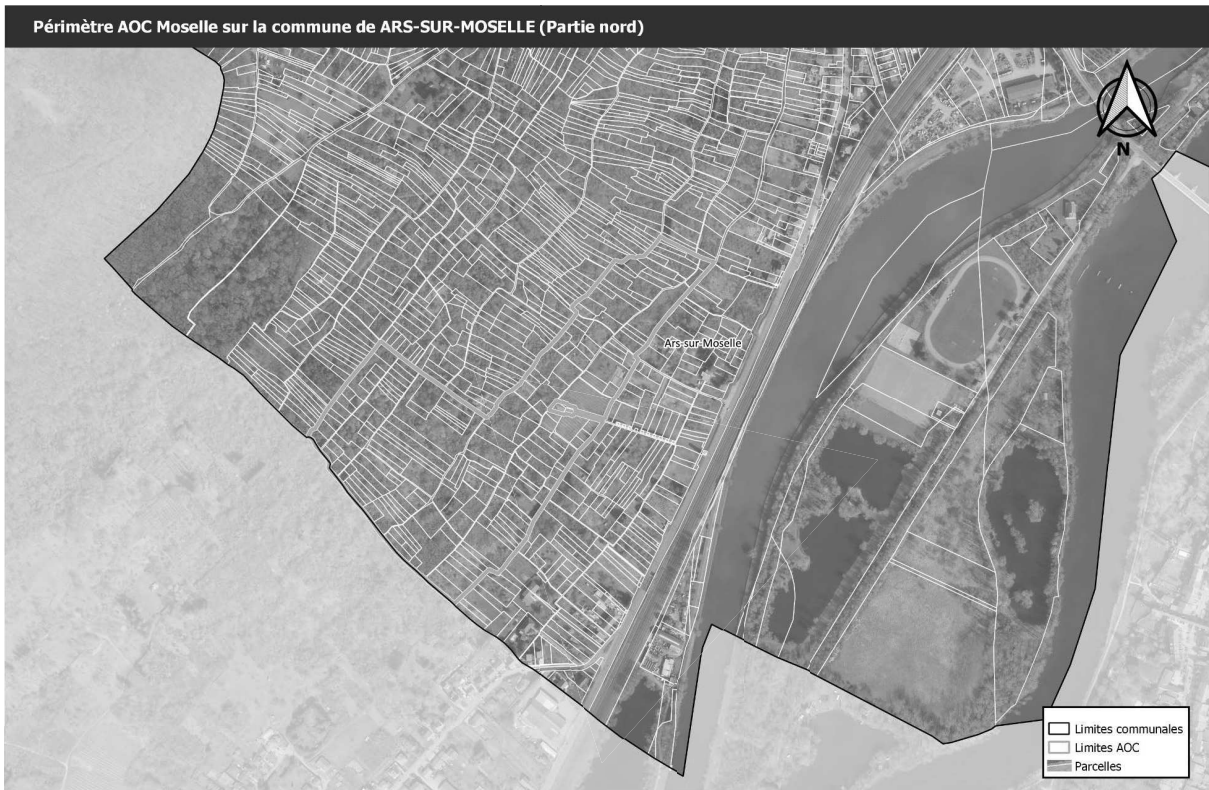 Périmètre AOC Moselle sur la commune de ARS-SUR-MOSELLE (Partie nord)
N
Ars-sur-Moselle
Limites communales
Limites AOC
Parcelles